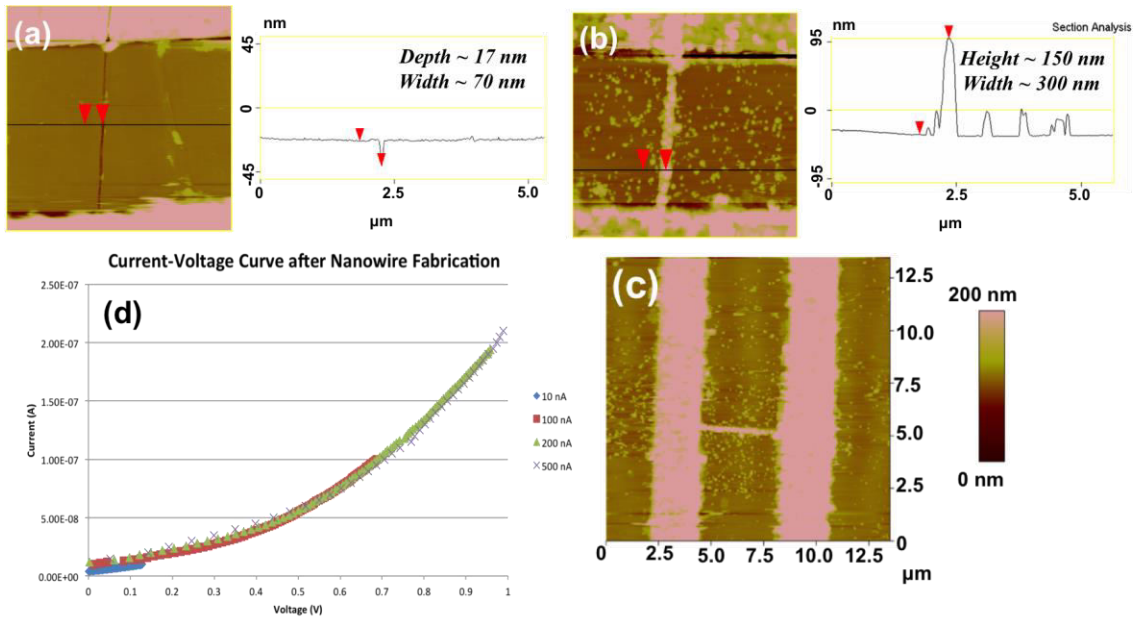 (a)
nm
45
0
-45
Depth ~ 17 nm
Width ~ 70 nm
0
2.5
5.0
µm
(b)
nm
Section Analysis
95
0
-95
Height ~ 150 nm
Width ~ 300 nm
0
2.5
5.0
µm
Current-Voltage Curve after Nanowire Fabrication
(d)
2.50E-07
2.00E-07
1.50E-07
1.00E-07
5.00E-08
0.00E+00
Current (A)
0
0.1
0.2
0.3
0.4
0.5
0.6
0.7
0.8
0.9
1
Voltage (V)
10 nA
100 nA
200 nA
500 nA
(c)
12.5
10.0
7.5
5.0
2.5
0
0
2.5
5.0
7.5
10.0
12.5
µm
200 nm
0 nm